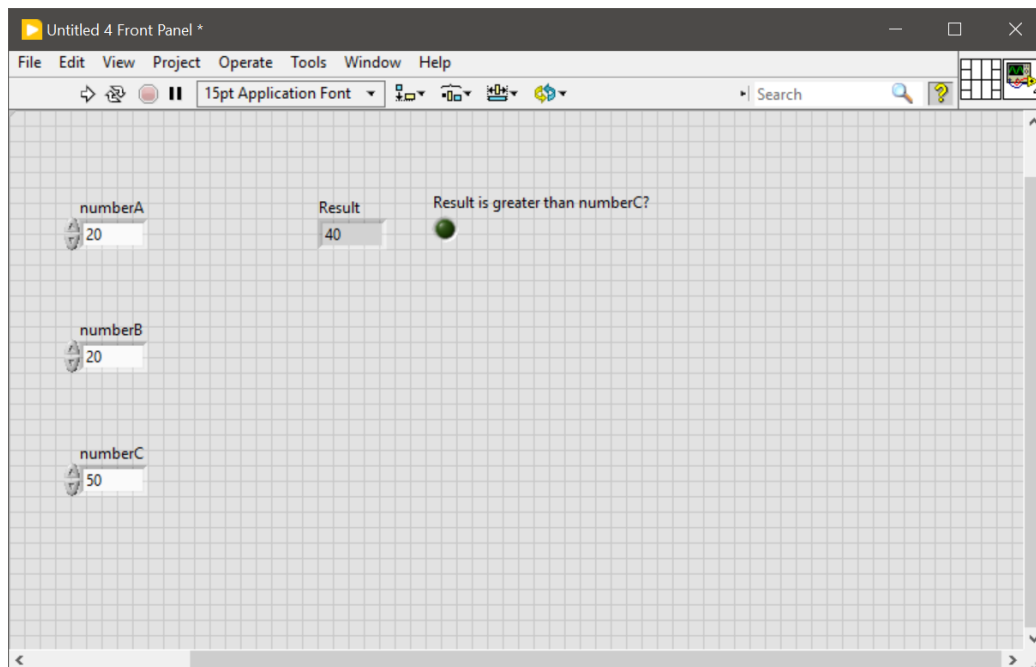 Untitled 4 Front Panel *
File Edit View Project Operate Tools Window Help
15pt Application Font
Search
?
numberA
20
Result
40
Result is greater than numberC?
numberB
20
numberC
50